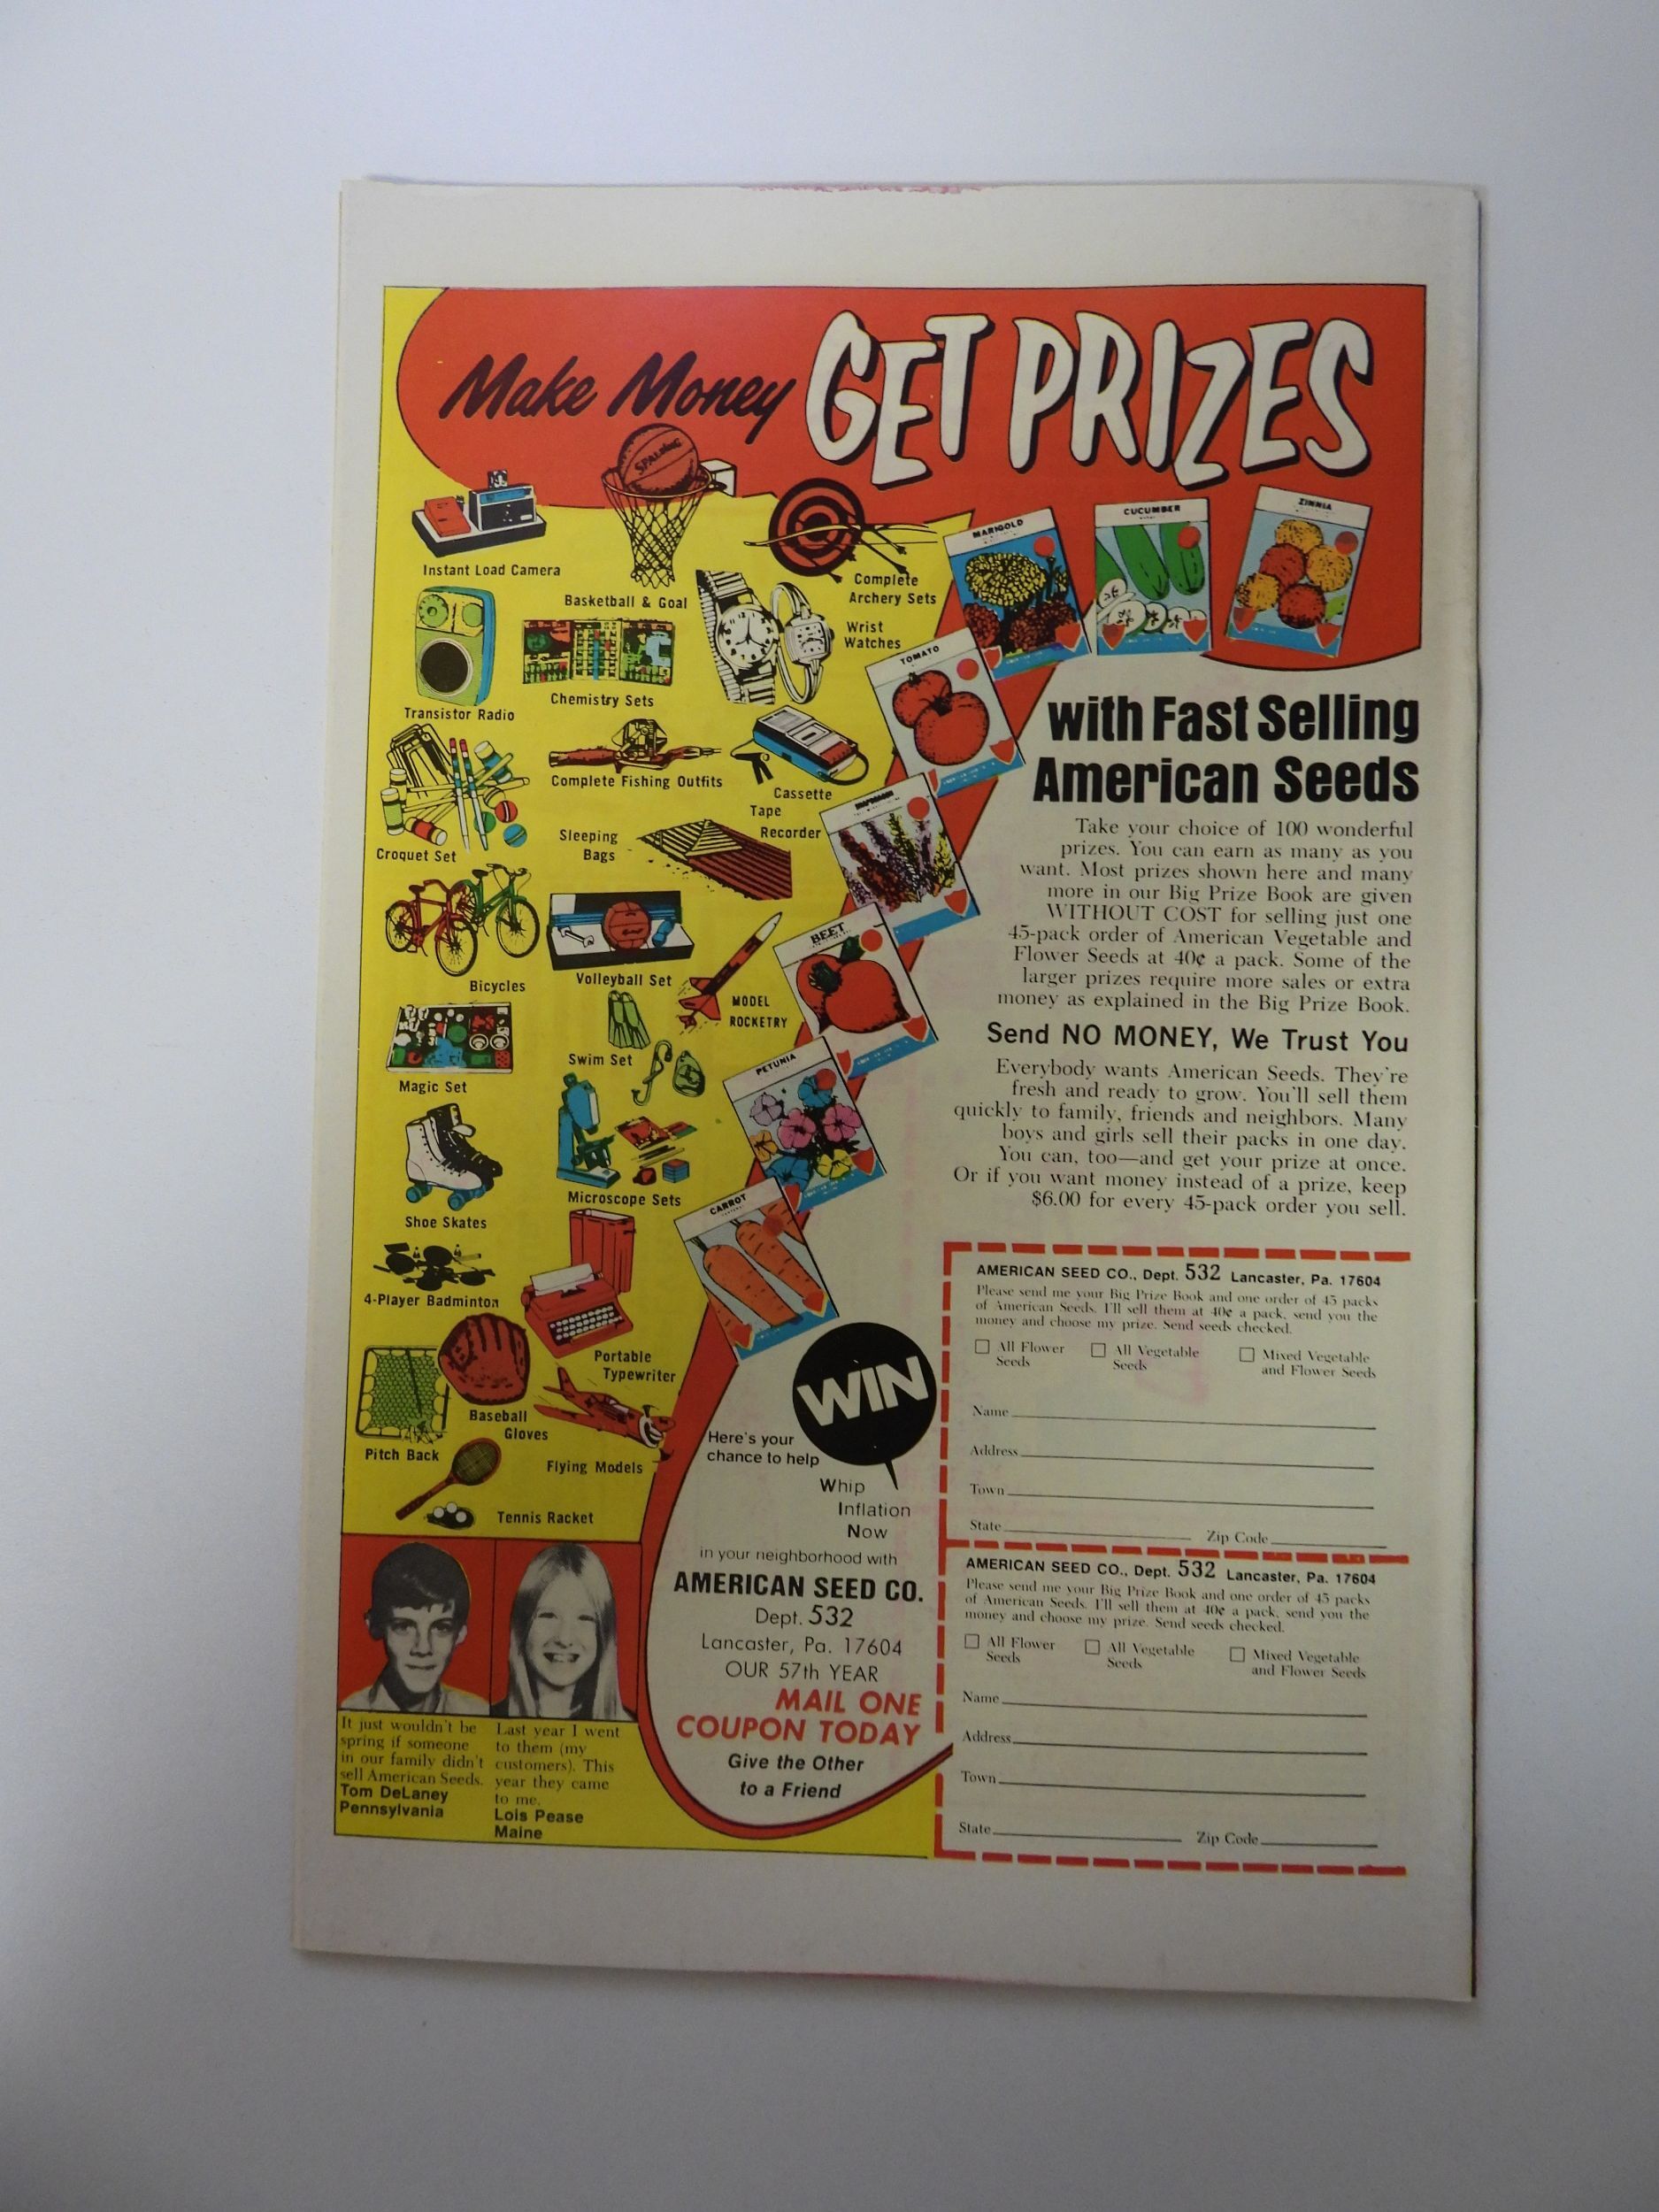 Make Money GET PRIZES
SPALDING
Instant Load Camera
Basketball & Goal
Complete
Archery Sets
Wrist
Watches
Transistor Radio
Chemistry Sets
Complete Fishing Outfits
Cassette
Tape
Recorder
Croquet Set
Sleeping
Bags
Bicycles
Volleyball Set
MODEL
ROCKETRY
Magic Set
Swim Set
Shoe Skates
Microscope Sets
4-Player Badminton
Portable
Typewriter
Pitch Back
Baseball
Gloves
Flying Models
Tennis Racket
MARIGOLD
CUCUMBER
ZINNIA
TOMATO
BEET
PETUNIA
CARROT
with Fast Selling
American Seeds
Take your choice of 100 wonderful
prizes. You can earn as many as you
want. Most prizes shown here and many
more in our Big Prize Book are given
WITHOUT COST for selling just one
45-pack order of American Vegetable and
Flower Seeds at 40¢ a pack. Some of the
larger prizes require more sales or extra
money as explained in the Big Prize Book.
Send NO MONEY, We Trust You
Everybody wants American Seeds. They're
fresh and ready to grow. You'll sell them
quickly to family, friends and neighbors. Many
boys and girls sell their packs in one day.
You can, too—and get your prize at once.
Or if you want money instead of a prize, keep
$6.00 for every 45-pack order you sell.
WIN
Here's your
chance to help
Whip
Inflation
Now
in your neighborhood with
AMERICAN SEED CO.
Dept. 532
Lancaster, Pa. 17604
OUR 57th YEAR
MAIL ONE
COUPON TODAY
Give the Other
to a Friend
It just wouldn't be
spring if someone
in our family didn't
sell American Seeds.
Tom DeLaney
Pennsylvania
Last year I went
to them (my
customers). This
year they came
to me.
Lois Pease
Maine
AMERICAN SEED CO., Dept. 532 Lancaster, Pa. 17604
Please send me your Big Prize Book and one order of 45 packs
of American Seeds. I'll sell them at 40¢ a pack, send you the
money and choose my prize. Send seeds checked.
All Flower
Seeds
All Vegetable
Seeds
Mixed Vegetable
and Flower Seeds
Name
Address
Town
State Zip Code
AMERICAN SEED CO., Dept. 532 Lancaster, Pa. 17604
Please send me your Big Prize Book and one order of 45 packs
of American Seeds. I'll sell them at 40¢ a pack, send you the
money and choose my prize. Send seeds checked.
All Flower
Seeds
All Vegetable
Seeds
Mixed Vegetable
and Flower Seeds
Name
Address
Town
State Zip Code